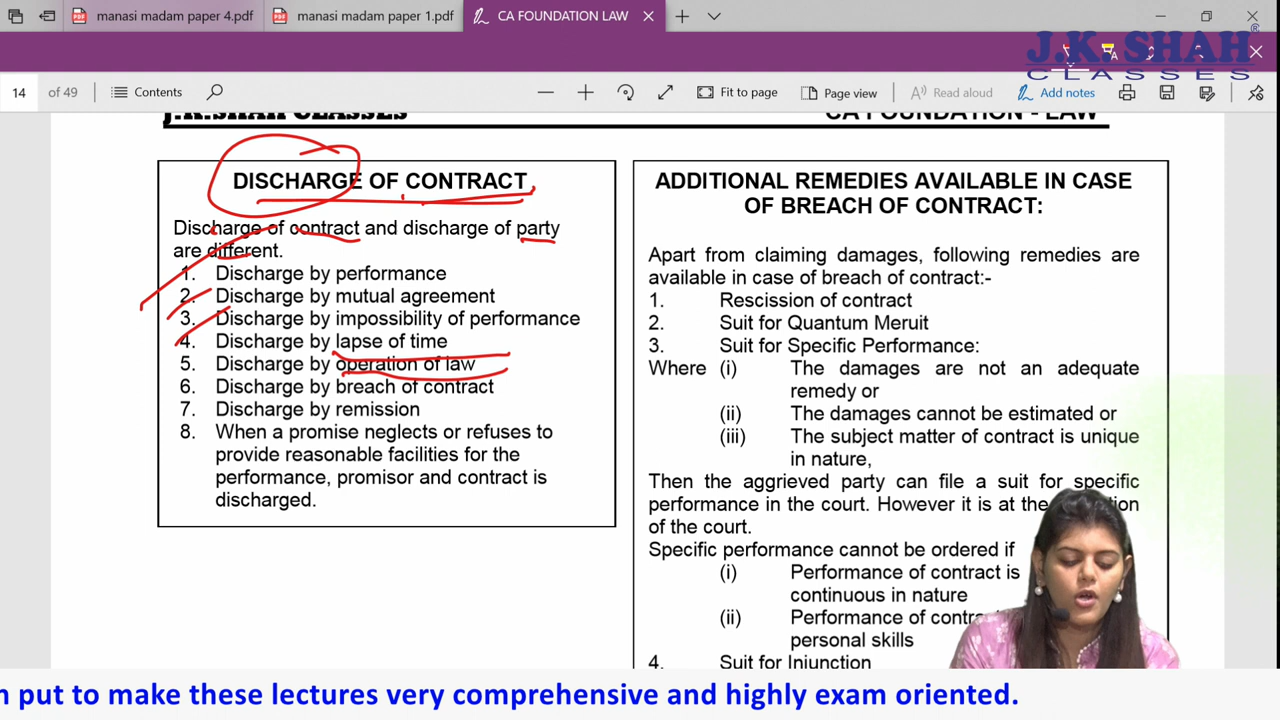 manasi madam paper 4.pdf
manasi madam paper 1.pdf
CA FOUNDATION LAW
J.K. SHAH®
CLASSES
14 of 49
Contents
Fit to page
Page view
Read aloud
Add notes
J.K.SHAH CLASSES
CA FOUNDATION - LAW
DISCHARGE OF CONTRACT
Discharge of contract and discharge of party
are different.
1. Discharge by performance
2. Discharge by mutual agreement
3. Discharge by impossibility of performance
4. Discharge by lapse of time
5. Discharge by operation of law
6. Discharge by breach of contract
7. Discharge by remission
8. When a promise neglects or refuses to
provide reasonable facilities for the
performance, promisor and contract is
discharged.
ADDITIONAL REMEDIES AVAILABLE IN CASE
OF BREACH OF CONTRACT:
Apart from claiming damages, following remedies are
available in case of breach of contract:-
1. Rescission of contract
2. Suit for Quantum Meruit
3. Suit for Specific Performance:
Where (i) The damages are not an adequate
remedy or
(ii) The damages cannot be estimated or
(iii) The subject matter of contract is unique
in nature,
Then the aggrieved party can file a suit for specific
performance in the court. However it is at the
of the court.
Specific performance cannot be ordered if
(i) Performance of contract is
continuous in nature
(ii) Performance of
personal skills
4. Suit for Injunction
put to make these lectures very comprehensive and highly exam oriented.